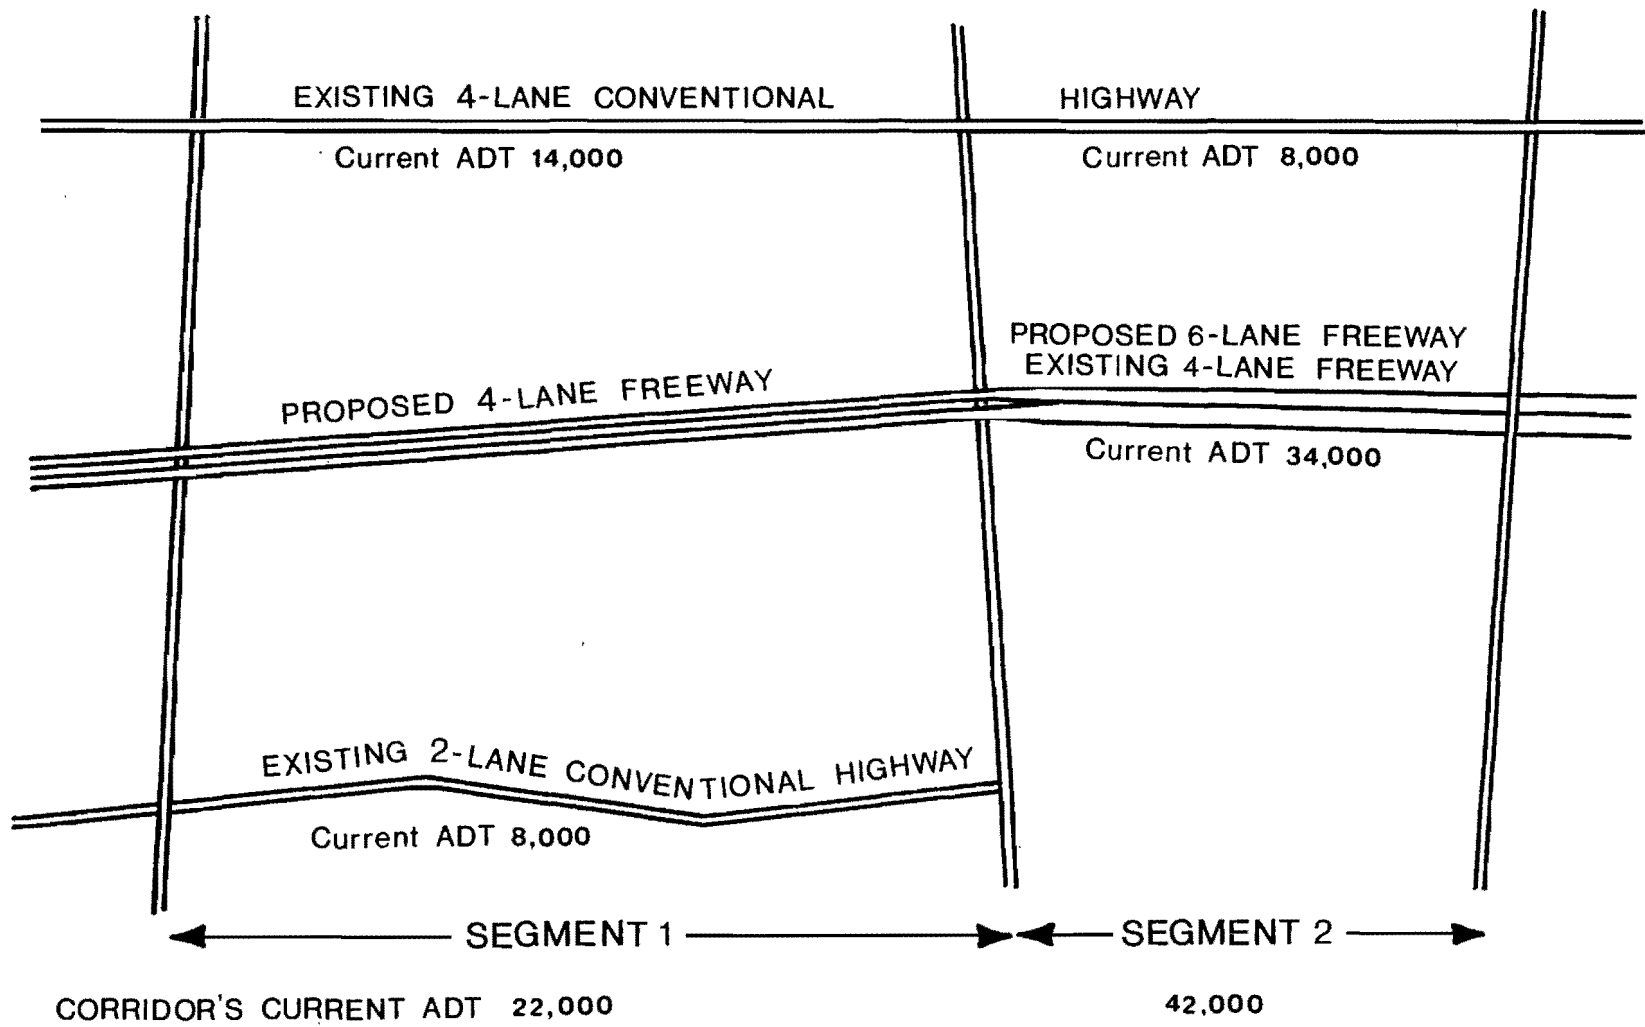 EXISTING 4-LANE CONVENTIONAL HIGHWAY
Current ADT 14,000
Current ADT 8,000
PROPOSED 6-LANE FREEWAY
EXISTING 4-LANE FREEWAY
PROPOSED 4-LANE FREEWAY
Current ADT 34,000
EXISTING 2-LANE CONVENTIONAL HIGHWAY
Current ADT 8,000
SEGMENT 1
SEGMENT 2
CORRIDOR'S CURRENT ADT 22,000
42,000